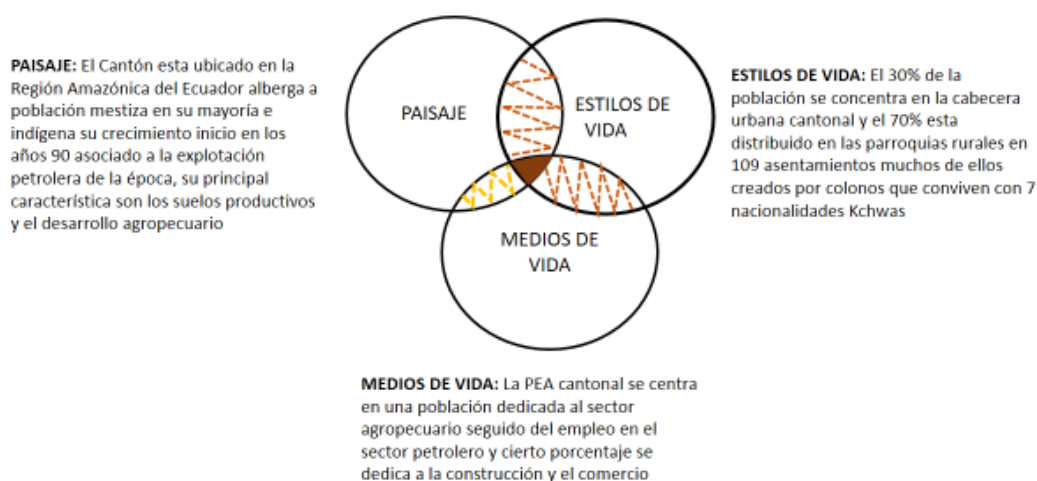 PAISAJE: El Cantón esta ubicado en la
Región Amazónica del Ecuador alberga a
población mestiza en su mayoría e
indígena su crecimiento inicio en los
años 90 asociado a la explotación
petrolera de la época, su principal
característica son los suelos productivos
y el desarrollo agropecuario
PAISAJE
ESTILOS DE
VIDA
MEDIOS DE
VIDA
ESTILOS DE VIDA: El 30% de la
población se concentra en la cabecera
urbana cantonal y el 70% esta
distribuido en las parroquias rurales en
109 asentamientos muchos de ellos
creados por colonos que conviven con 7
nacionalidades Kchwas
MEDIOS DE VIDA: La PEA cantonal se centra
en una población dedicada al sector
agropecuario seguido del empleo en el
sector petrolero y cierto porcentaje se
dedica a la construcción y el comercio